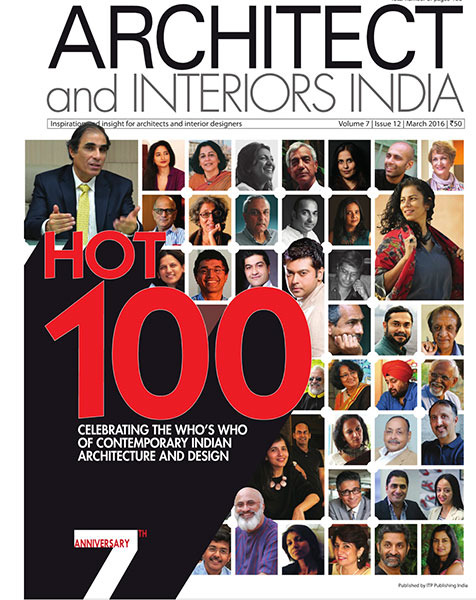 ARCHITECT
and INTERIORS INDIA
Inspiration and insight for architects and interior designers
Volume 7 | Issue 12 | March 2016 | ₹50
HOT
100
CELEBRATING THE WHO'S WHO
OF CONTEMPORARY INDIAN
ARCHITECTURE AND DESIGN
7TH
ANNIVERSARY
Published by ITP Publishing India